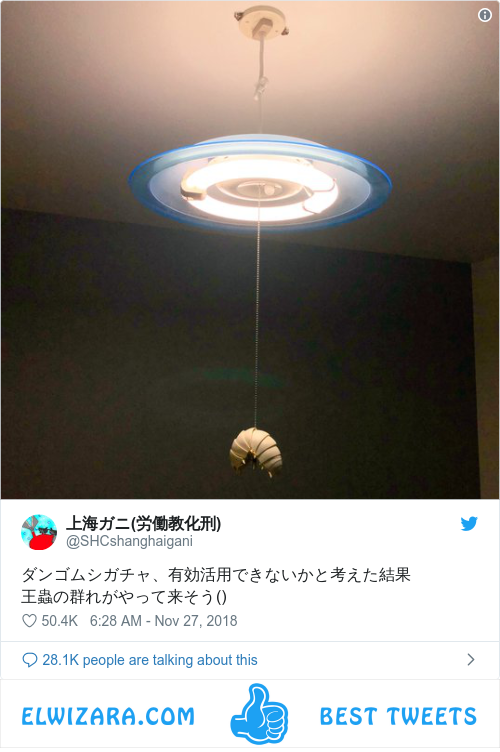 上海ガニ(労働教化刑)
@SHCshanghaigani
ダンゴムシガチャ、有効活用できないかと考えた結果
王蟲の群れがやって来そう()
50.4K 6:28 AM - Nov 27, 2018
28.1K people are talking about this
ELWIZARA.COM BEST TWEETS